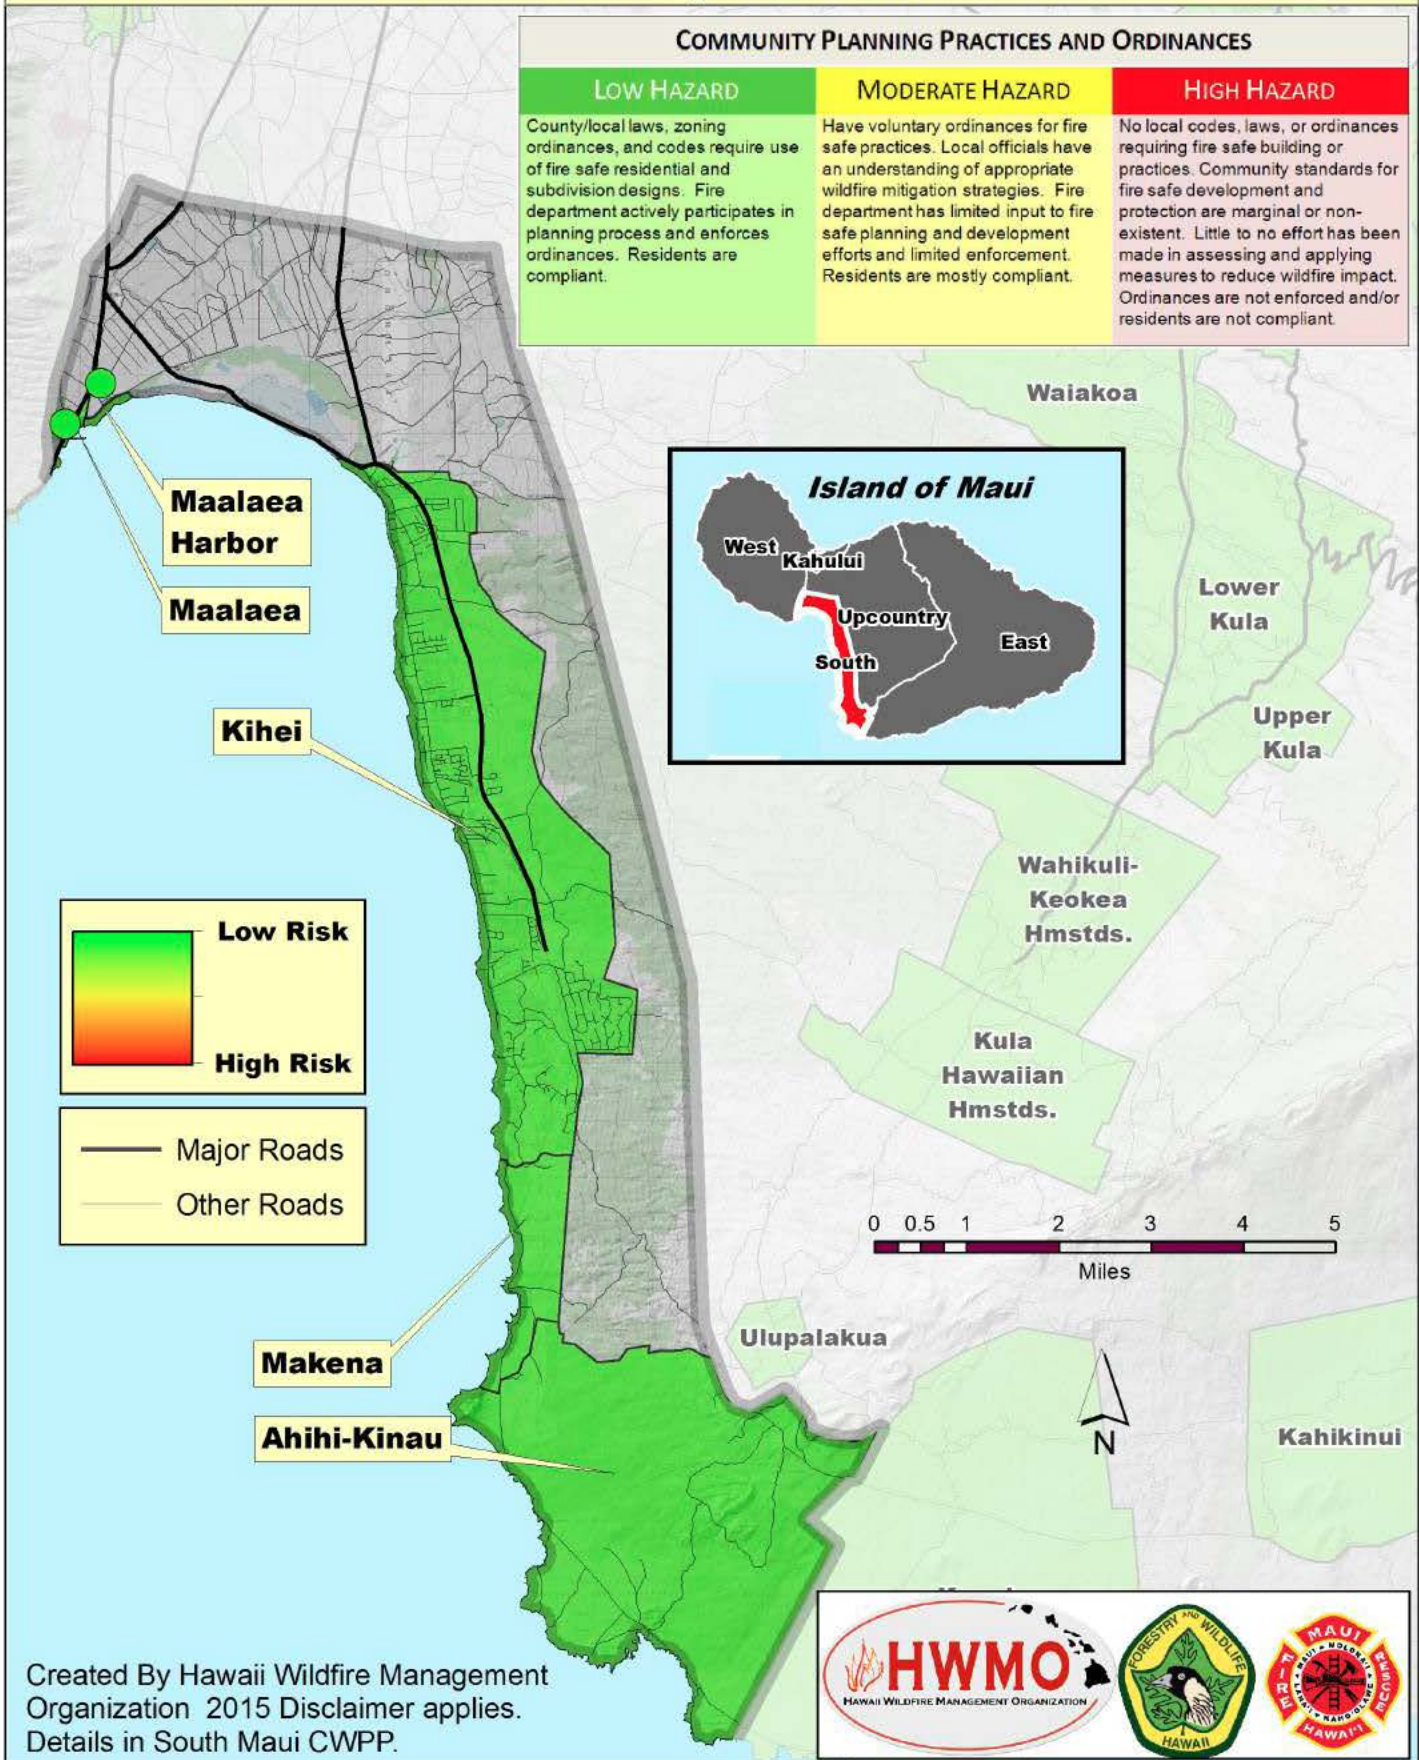 COMMUNITY PLANNING PRACTICES AND ORDINANCES
LOW HAZARD
County/local laws, zoning
ordinances, and codes require use
of fire safe residential and
subdivision designs. Fire
department actively participates in
planning process and enforces
ordinances. Residents are
compliant.
MODERATE HAZARD
Have voluntary ordinances for fire
safe practices. Local officials have
an understanding of appropriate
wildfire mitigation strategies. Fire
department has limited input to fire
safe planning and development
efforts and limited enforcement.
Residents are mostly compliant.
HIGH HAZARD
No local codes, laws, or ordinances
requiring fire safe building or
practices. Community standards for
fire safe development and
protection are marginal or non-
existent. Little to no effort has been
made in assessing and applying
measures to reduce wildfire impact.
Ordinances are not enforced and/or
residents are not compliant.
Waiakoa
Maalaea
Harbor
Maalaea
Island of Maui
West
Kahului
Upcountry
East
South
Lower
Kula
Upper
Kula
Kihei
Wahikuli-
Keokea
Hmstds.
Low Risk
High Risk
Kula
Hawaiian
Hmstds.
Major Roads
Other Roads
0 0.5 1 2 3 4 5
Miles
Ulupalakua
Makena
Ahihi-Kinau
N
Kahikinui
Created By Hawaii Wildfire Management
Organization 2015 Disclaimer applies.
Details in South Maui CWPP.
HWMO
HAWAII WILDFIRE MANAGEMENT ORGANIZATION
FORESTRY AND WILDLIFE
HAWAII
MAUI
FIRE
RESCUE
MAUI • MOLOKAI
LANA'I • KAHO'OLAWE
HAWAI'I